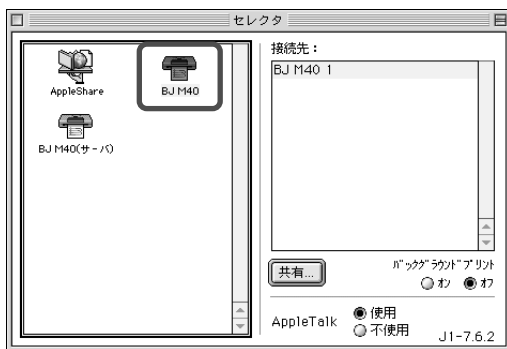 セレクタ
AppleShare
BJ M40
BJ M40(サーバ)
接続先：
BJ M40 1
共有...
ﾊﾞｯｸｸﾞﾗｳﾝﾄﾞﾌﾟﾘﾝﾄ
ｵﾝ ｵﾌ
AppleTalk
使用
不使用
J1-7.6.2